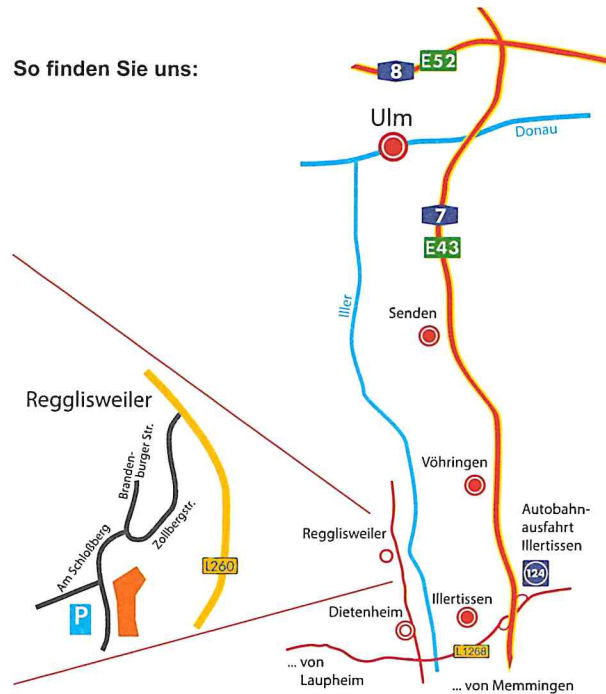 So finden Sie uns:
8
E52
Ulm
Donau
7
E43
Iller
Senden
Regglisweiler
Branden-
burger Str.
Zollbergstr.
Am Schloßberg
P
L260
Vöhringen
Autobahn-
ausfahrt
Illertissen
124
Regglisweiler
Dietenheim
Illertissen
L1268
... von
Laupheim
... von Memmingen